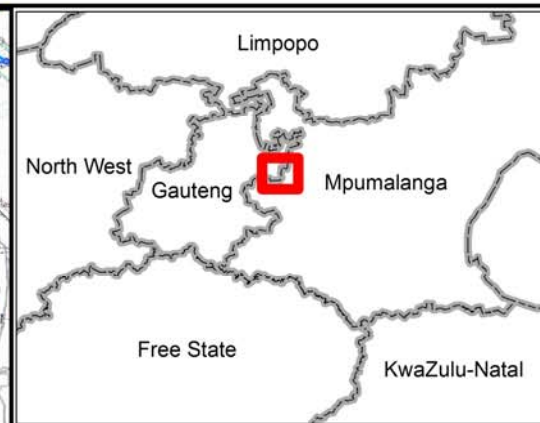 Limpopo
North West
Gauteng
Mpumalanga
Free State
KwaZulu-Natal